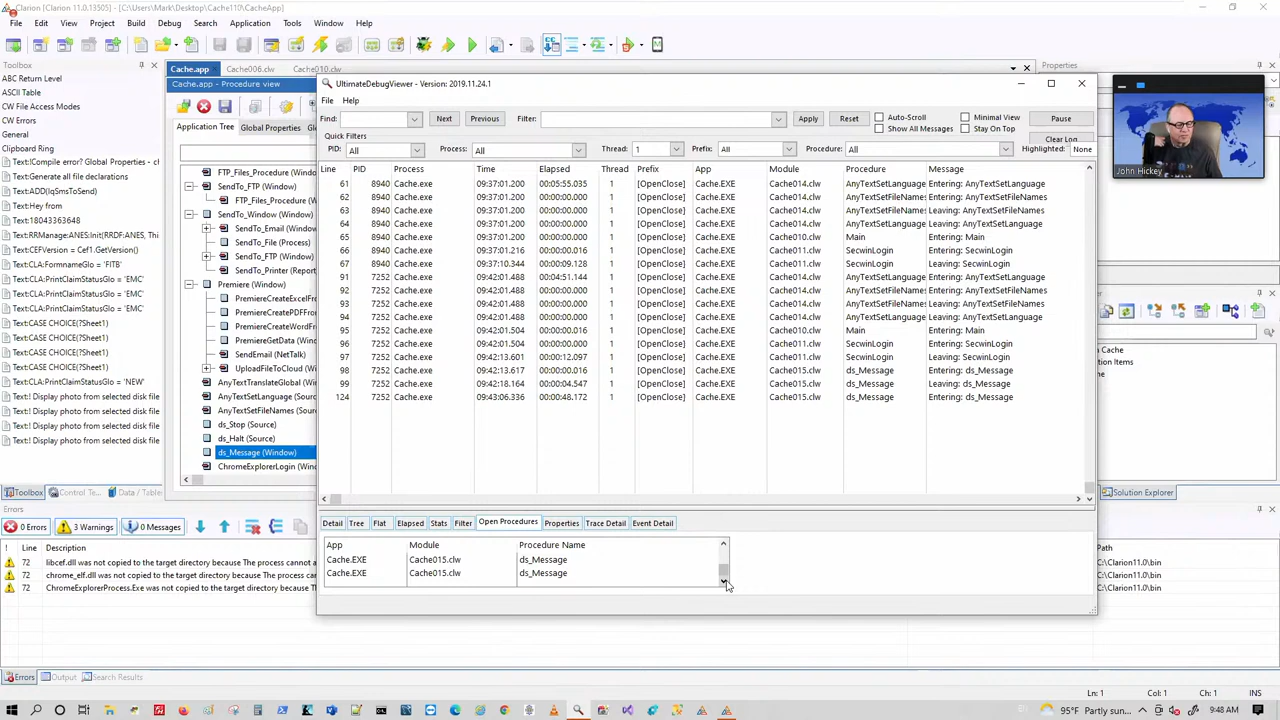 Clarion (11.0.13505) - [C:\Users\Mark\Desktop\Cache110\CacheApp]
File Edit View Project Build Debug Search Application Tools Window Help
Toolbox
ABC Return Level
ASCII Table
CW File Access Modes
CW Equates
General
Clipboard Ring
Text:!Compile error? Global Properties - c
Text:Generate all file declarations
Text:ADD(IqSmsToSend)
Text:Hey from
Text:18043363648
Text:RRManage:ANES:Init(RRDF:ANES, Thi
Text:CEFVersion = Cef1.GetVersion()
Text:CLA:FormnameGlo = 'FITB'
Text:CLA:PrintClaimStatusGlo = 'EMC'
Text:CLA:PrintClaimStatusGlo = 'EMC'
Text:CLA:PrintClaimStatusGlo = 'EMC'
Text:CASE CHOICE(?Sheet1)
Text:CASE CHOICE(?Sheet1)
Text:CASE CHOICE(?Sheet1)
Text:CLA:PrintClaimStatusGlo = 'NEW'
Text:! Display photo from selected disk file
Text:! Display photo from selected disk file
Text:! Display photo from selected disk file
Toolbox Control Te... Data / Table
Cache.app Cache006.clw Cache010.clw
Cache.app - Procedure view
Application Tree Global Properties Glo
FTP_Files_Procedure (
SendTo_FTP (Window)
FTP_Files_Procedure (
SendTo_Window (Window)
SendTo_Email (Window)
SendTo_File (Process)
SendTo_FTP (Window)
SendTo_Printer (Report
Premiere (Window)
PremiereCreateExcelFro
PremiereCreatePDFFrom
PremiereCreateWordFro
PremiereGetData (Window)
SendEmail (NetTalk)
UploadFileToCloud (Window)
AnyTextTranslateGlobal (Window)
AnyTextSetLanguage (Source)
AnyTextSetFileNames (Source)
ds_Stop (Source)
ds_Halt (Source)
ds_Message (Window)
ChromeExplorerLogin (Window)
UltimateDebugViewer - Version: 2019.11.24.1
File Help
Find: Next Previous Filter: Apply Reset Auto-Scroll Minimal View Pause
Show All Messages Stay On Top
Quick Filters Clear Log
PID: All Process: All Thread: 1 Prefix: All Procedure: All Highlighted: None
Line PID Process Time Elapsed Thread Prefix App Module Procedure Message
61 8940 Cache.exe 09:37:01.200 00:05:55.035 1 [OpenClose] Cache.EXE Cache014.clw AnyTextSetLanguage Entering: AnyTextSetLanguage
62 8940 Cache.exe 09:37:01.200 00:00:00.000 1 [OpenClose] Cache.EXE Cache014.clw AnyTextSetLanguage Leaving: AnyTextSetLanguage
63 8940 Cache.exe 09:37:01.200 00:00:00.000 1 [OpenClose] Cache.EXE Cache014.clw AnyTextSetFileNames Entering: AnyTextSetFileNames
64 8940 Cache.exe 09:37:01.200 00:00:00.000 1 [OpenClose] Cache.EXE Cache014.clw AnyTextSetFileNames Leaving: AnyTextSetFileNames
65 8940 Cache.exe 09:37:01.200 00:00:00.000 1 [OpenClose] Cache.EXE Cache010.clw Main Entering: Main
66 8940 Cache.exe 09:37:01.216 00:00:00.016 1 [OpenClose] Cache.EXE Cache011.clw SecwinLogin Entering: SecwinLogin
67 8940 Cache.exe 09:37:10.344 00:00:09.128 1 [OpenClose] Cache.EXE Cache011.clw SecwinLogin Leaving: SecwinLogin
91 7252 Cache.exe 09:42:01.488 00:04:51.144 1 [OpenClose] Cache.EXE Cache014.clw AnyTextSetLanguage Entering: AnyTextSetLanguage
92 7252 Cache.exe 09:42:01.488 00:00:00.000 1 [OpenClose] Cache.EXE Cache014.clw AnyTextSetFileNames Entering: AnyTextSetFileNames
93 7252 Cache.exe 09:42:01.488 00:00:00.000 1 [OpenClose] Cache.EXE Cache014.clw AnyTextSetFileNames Leaving: AnyTextSetFileNames
94 7252 Cache.exe 09:42:01.488 00:00:00.000 1 [OpenClose] Cache.EXE Cache014.clw AnyTextSetLanguage Leaving: AnyTextSetLanguage
95 7252 Cache.exe 09:42:01.504 00:00:00.016 1 [OpenClose] Cache.EXE Cache010.clw Main Entering: Main
96 7252 Cache.exe 09:42:01.504 00:00:00.000 1 [OpenClose] Cache.EXE Cache011.clw SecwinLogin Entering: SecwinLogin
97 7252 Cache.exe 09:42:13.601 00:00:12.097 1 [OpenClose] Cache.EXE Cache011.clw SecwinLogin Leaving: SecwinLogin
98 7252 Cache.exe 09:42:13.617 00:00:00.016 1 [OpenClose] Cache.EXE Cache015.clw ds_Message Entering: ds_Message
99 7252 Cache.exe 09:42:18.164 00:00:04.547 1 [OpenClose] Cache.EXE Cache015.clw ds_Message Leaving: ds_Message
124 7252 Cache.exe 09:43:06.336 00:00:48.172 1 [OpenClose] Cache.EXE Cache015.clw ds_Message Entering: ds_Message
Detail Tree Flat Elapsed Stats Filter Open Procedures Properties Trace Detail Event Detail
App Module Procedure Name
Cache.EXE Cache015.clw ds_Message
Cache.EXE Cache015.clw ds_Message
Properties
John Hickey
n Cache
tion Items
es
Solution Explorer
Errors
0 Errors 3 Warnings 0 Messages
! Line Description Path
72 libcef.dll was not copied to the target directory because The process cannot a C:\Clarion11.0\bin
72 chrome_elf.dll was not copied to the target directory because The process can C:\Clarion11.0\bin
72 ChromeExplorerProcess.Exe was not copied to the target directory because Th C:\Clarion11.0\bin
Errors Output Search Results
Ln: 1 Col: 1 Ch: 1 INS
95°F Partly sun... 9:48 AM